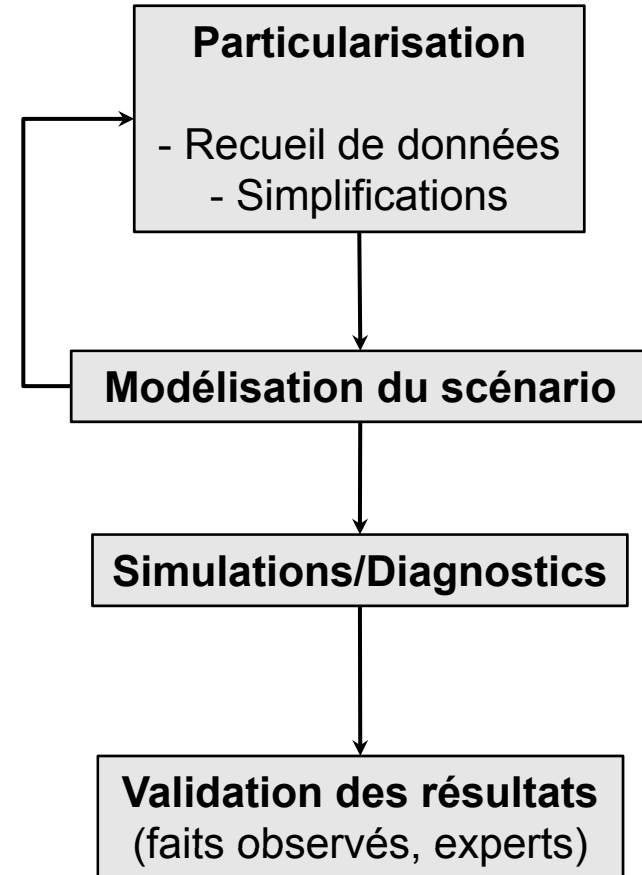 Particularisation
- Recueil de données
- Simplifications
Modélisation du scénario
Simulations/Diagnostics
Validation des résultats
(faits observés, experts)